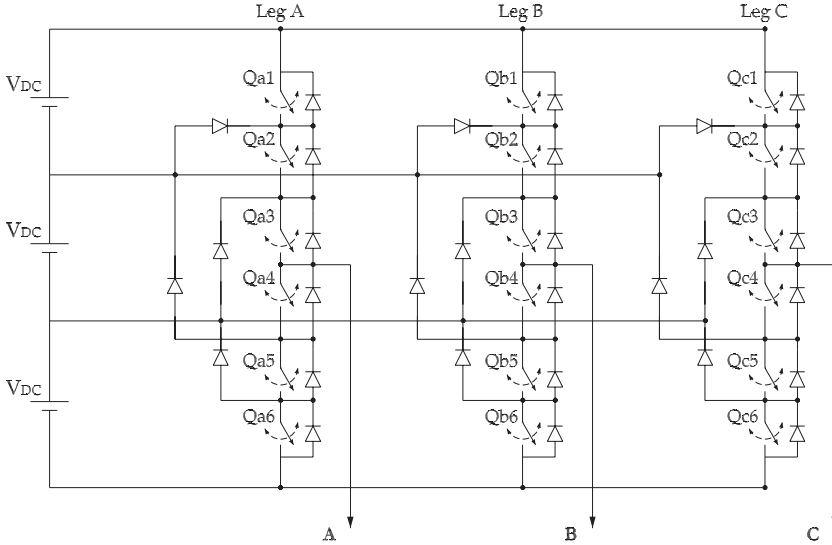 Leg A Leg B Leg C
VDC Qa1 Qb1 Qc1
Qa2 Qb2 Qc2
VDC Qa3 Qb3 Qc3
Qa4 Qb4 Qc4
VDC Qa5 Qb5 Qc5
Qa6 Qb6 Qc6
A B C